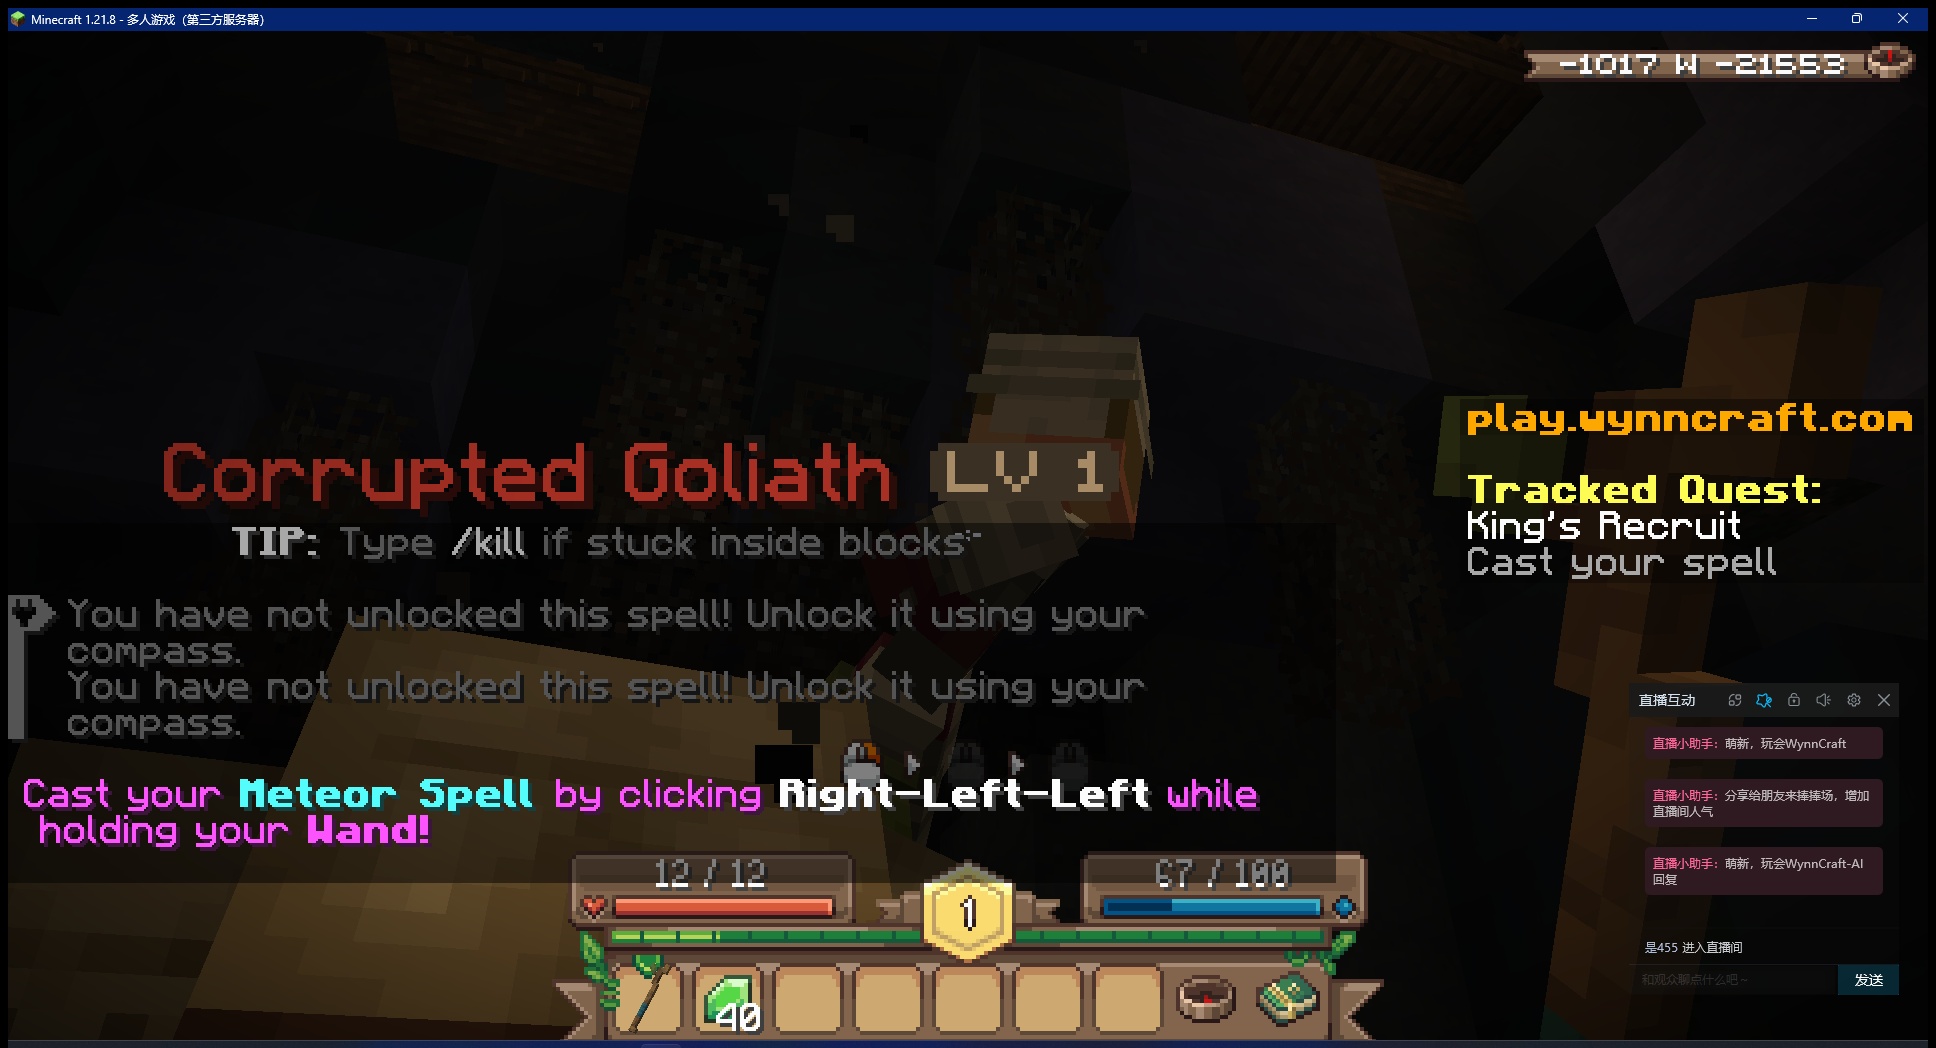 Minecraft 1.21.8 - 多人游戏（第三方服务器）
-1017 W -21553
play.wynncraft.com
Corrupted Goliath LV 1
Tracked Quest:
King's Recruit
Cast your spell
TIP: Type /kill if stuck inside blocks
You have not unlocked this spell! Unlock it using your
compass.
You have not unlocked this spell! Unlock it using your
compass.
Cast your Meteor Spell by clicking Right-Left-Left while
holding your Wand!
12 / 12
67 / 100
1
40
直播互动
直播小助手：萌新，玩会WynnCraft
直播小助手：分享给朋友来捧捧场，增加
直播间人气
直播小助手：萌新，玩会WynnCraft-AI
回复
是455 进入直播间
和观众聊点什么吧~
发送